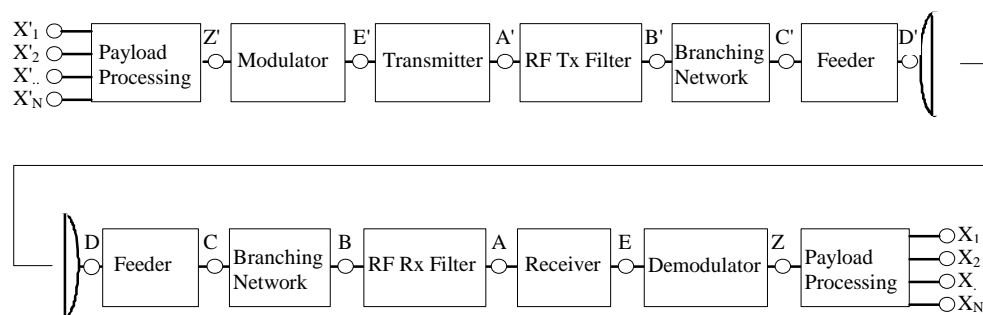 X'1
X'2
X'..
X'N
Payload Processing
Z'
Modulator
E'
Transmitter
A'
RF Tx Filter
B'
Branching Network
C'
Feeder
D'
D
Feeder
C
Branching Network
B
RF Rx Filter
A
Receiver
E
Demodulator
Z
Payload Processing
X1
X2
X.
XN